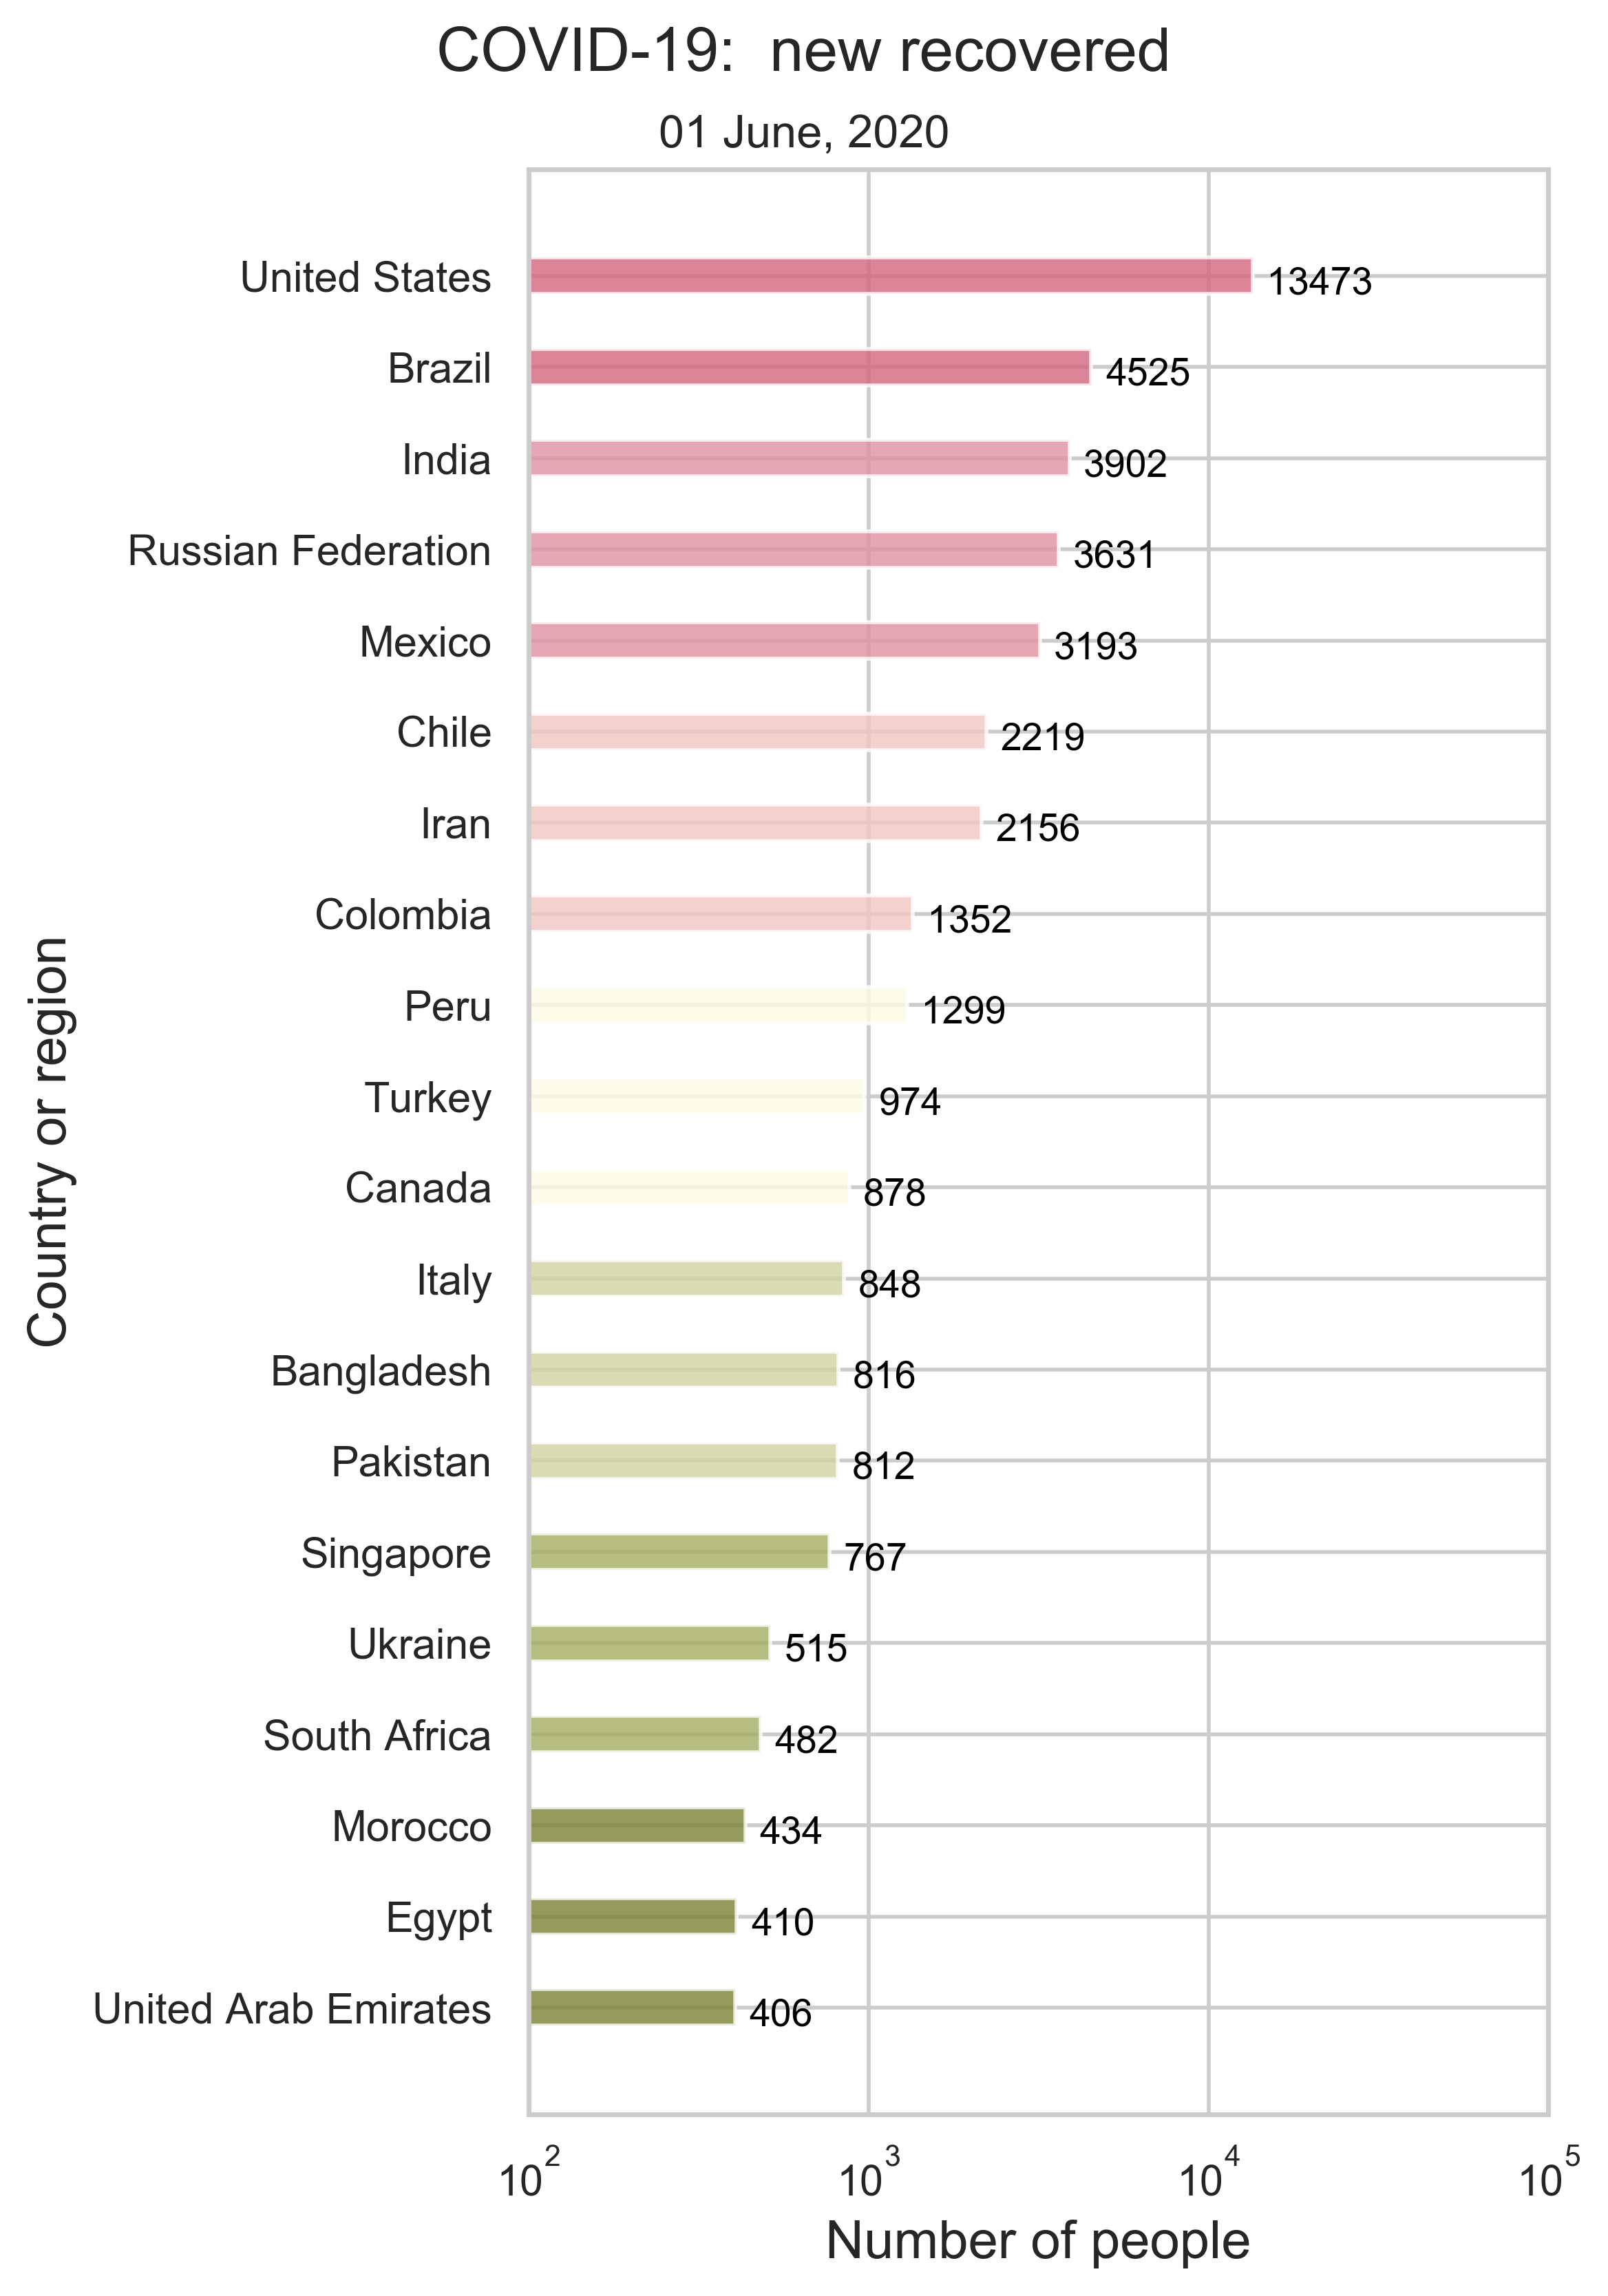 COVID-19:  new recovered
01 June, 2020
Country or region
United States 13473
Brazil 4525
India 3902
Russian Federation 3631
Mexico 3193
Chile 2219
Iran 2156
Colombia 1352
Peru 1299
Turkey 974
Canada 878
Italy 848
Bangladesh 816
Pakistan 812
Singapore 767
Ukraine 515
South Africa 482
Morocco 434
Egypt 410
United Arab Emirates 406
10² 10³ 10⁴ 10⁵
Number of people